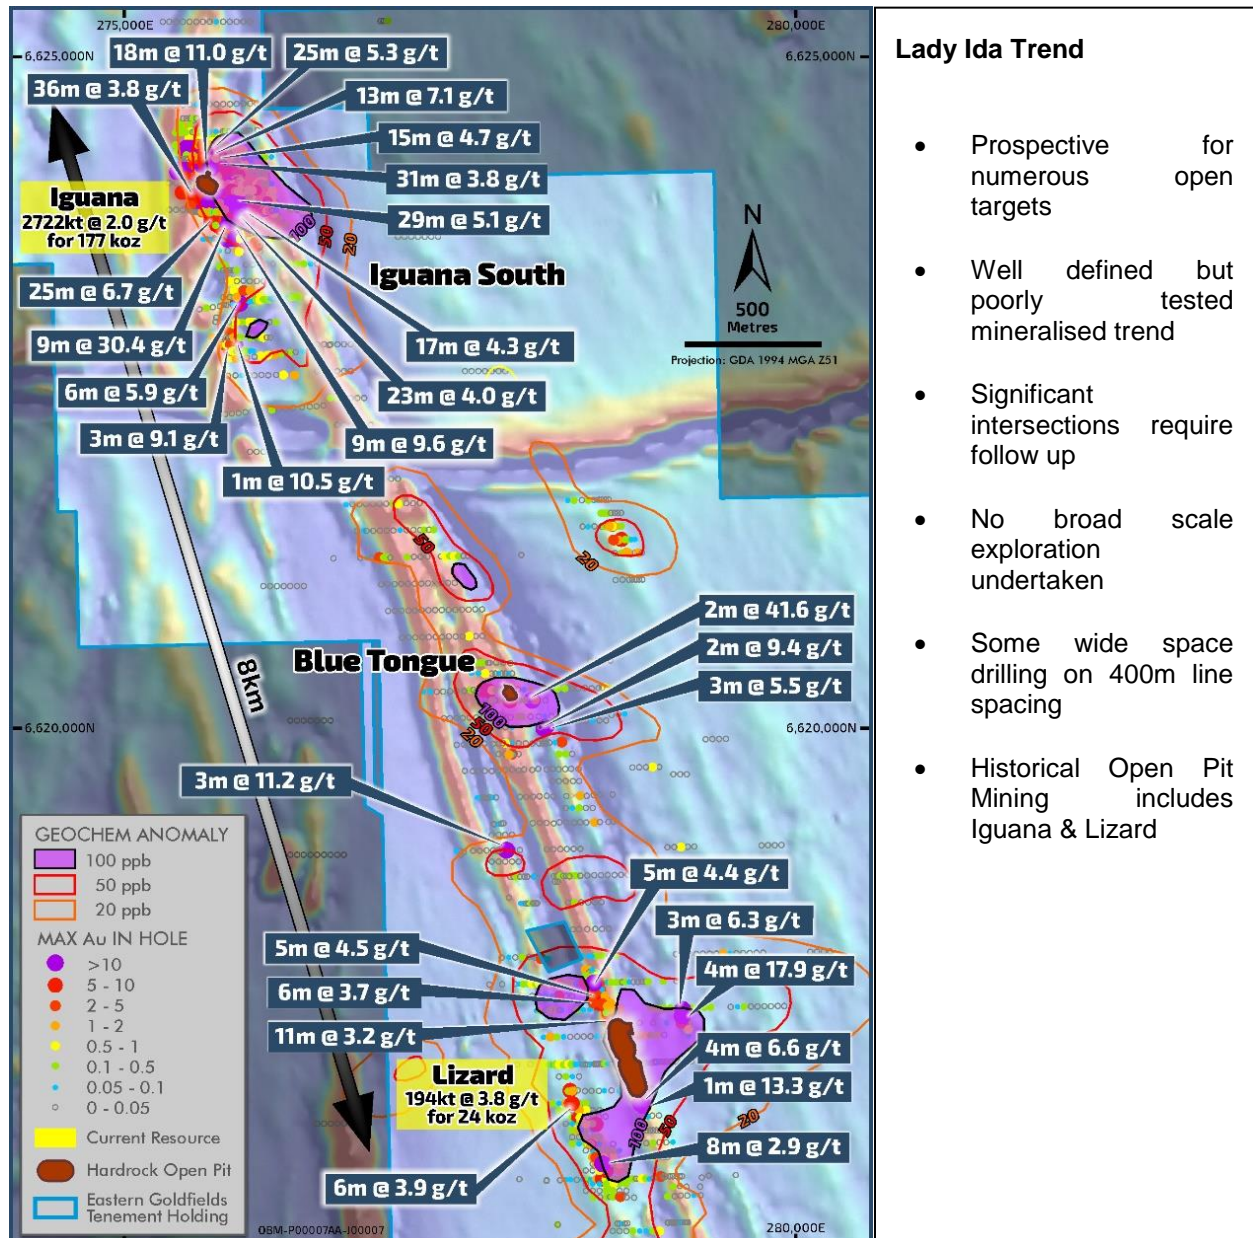 275,000E
280,000E
6,625,000N
6,625,000N
18m @ 11.0 g/t
25m @ 5.3 g/t
36m @ 3.8 g/t
13m @ 7.1 g/t
15m @ 4.7 g/t
31m @ 3.8 g/t
29m @ 5.1 g/t
Iguana
2722kt @ 2.0 g/t
for 177 koz
100
50
20
Iguana South
N
500
Metres
Projection: GDA 1994 MGA Z51
25m @ 6.7 g/t
9m @ 30.4 g/t
17m @ 4.3 g/t
6m @ 5.9 g/t
23m @ 4.0 g/t
3m @ 9.1 g/t
9m @ 9.6 g/t
1m @ 10.5 g/t
50
20
8km
Blue Tongue
2m @ 41.6 g/t
2m @ 9.4 g/t
3m @ 5.5 g/t
100
50
20
6,620,000N
6,620,000N
3m @ 11.2 g/t
5m @ 4.4 g/t
3m @ 6.3 g/t
5m @ 4.5 g/t
4m @ 17.9 g/t
6m @ 3.7 g/t
11m @ 3.2 g/t
4m @ 6.6 g/t
Lizard
194kt @ 3.8 g/t
for 24 koz
1m @ 13.3 g/t
100
50
20
8m @ 2.9 g/t
6m @ 3.9 g/t
GEOCHEM ANOMALY
100 ppb
50 ppb
20 ppb
MAX Au IN HOLE
>10
5 - 10
2 - 5
1 - 2
0.5 - 1
0.1 - 0.5
0.05 - 0.1
0 - 0.05
Current Resource
Hardrock Open Pit
Eastern Goldfields
Tenement Holding
OBM-P00007AA-J00007
280,000E
Lady Ida Trend
• Prospective for
numerous open
targets
• Well defined but
poorly tested
mineralised trend
• Significant
intersections require
follow up
• No broad scale
exploration
undertaken
• Some wide space
drilling on 400m line
spacing
• Historical Open Pit
Mining includes
Iguana & Lizard